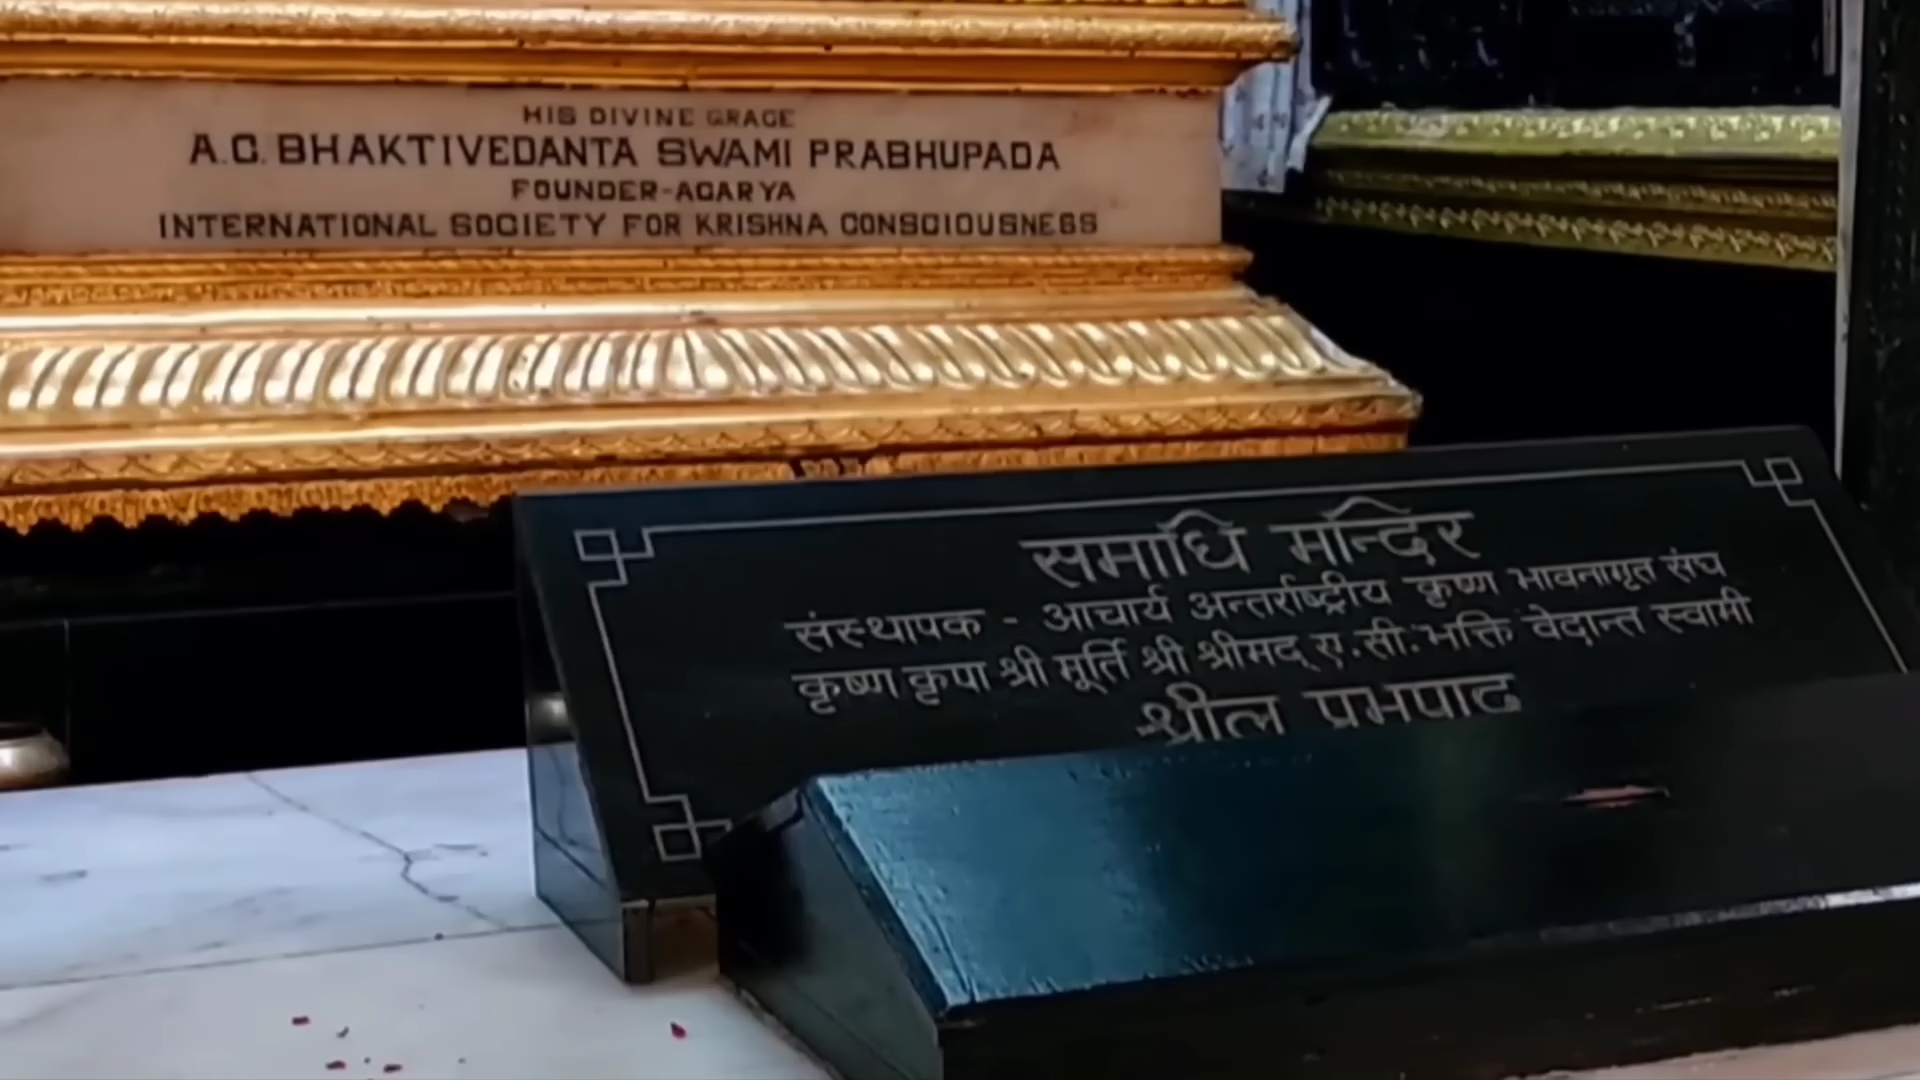 HIS DIVINE GRACE
A.C. BHAKTIVEDANTA SWAMI PRABHUPADA
FOUNDER-ACARYA
INTERNATIONAL SOCIETY FOR KRISHNA CONSCIOUSNESS
समाधि मन्दिर
संस्थापक - आचार्य अन्तर्राष्ट्रीय कृष्ण भावनामृत संघ
कृष्ण कृपा श्री मूर्ति श्री श्रीमद् ए.सी. भक्ति वेदान्त स्वामी
श्रील प्रभुपाद